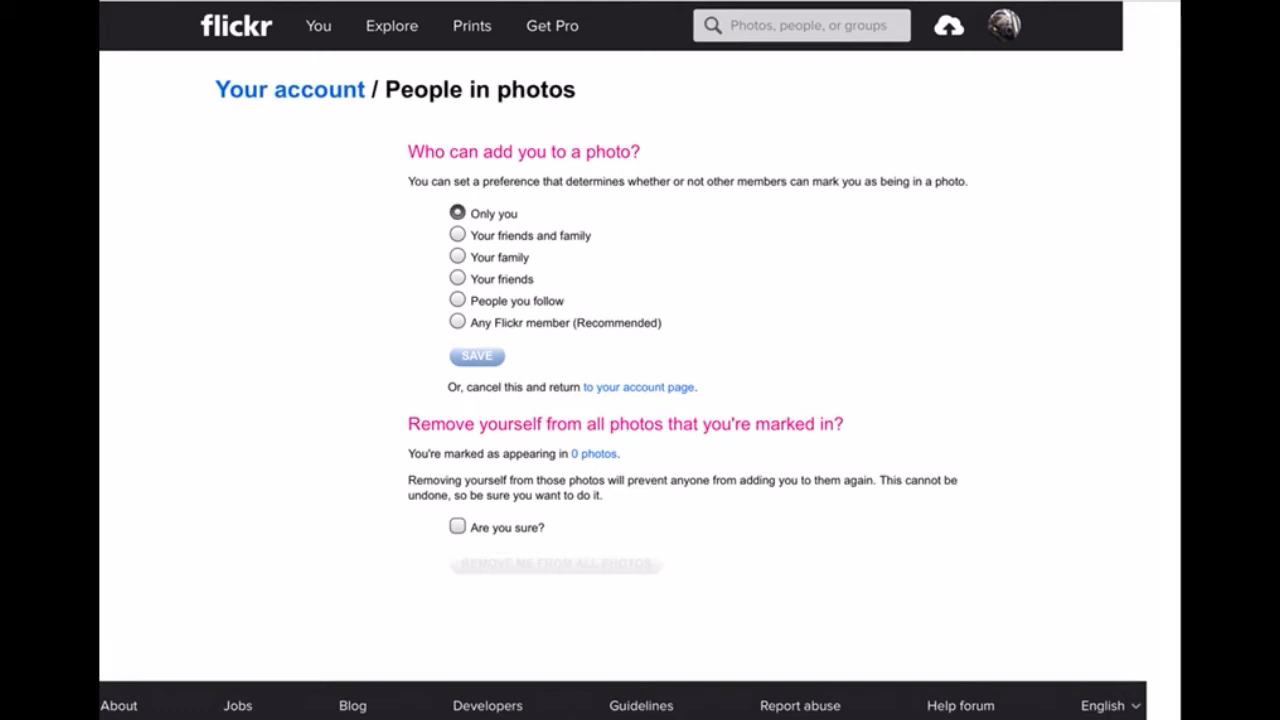 flickr You Explore Prints Get Pro Photos, people, or groups
Your account / People in photos
Who can add you to a photo?
You can set a preference that determines whether or not other members can mark you as being in a photo.
Only you
Your friends and family
Your family
Your friends
People you follow
Any Flickr member (Recommended)
SAVE
Or, cancel this and return to your account page.
Remove yourself from all photos that you're marked in?
You're marked as appearing in 0 photos.
Removing yourself from those photos will prevent anyone from adding you to them again. This cannot be
undone, so be sure you want to do it.
Are you sure?
REMOVE ME FROM ALL PHOTOS
About Jobs Blog Developers Guidelines Report abuse Help forum English